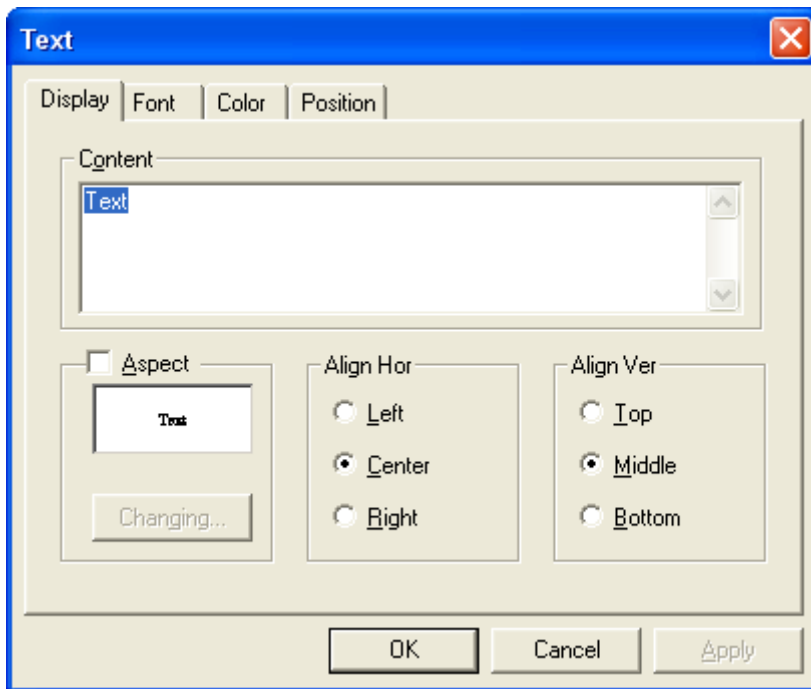 Text
Display Font Color Position
Content
Text
Aspect
Text
Changing...
Align Hor
Left
Center
Right
Align Ver
Top
Middle
Bottom
OK Cancel Apply